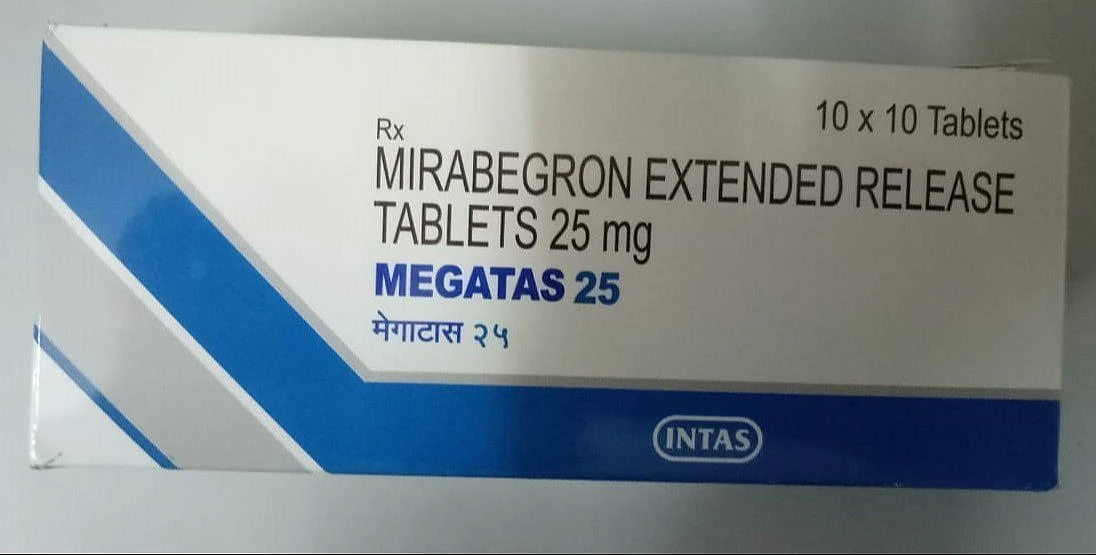 10 x 10 Tablets
Rx
MIRABEGRON EXTENDED RELEASE
TABLETS 25 mg
MEGATAS 25
मेगाटास २५
INTAS